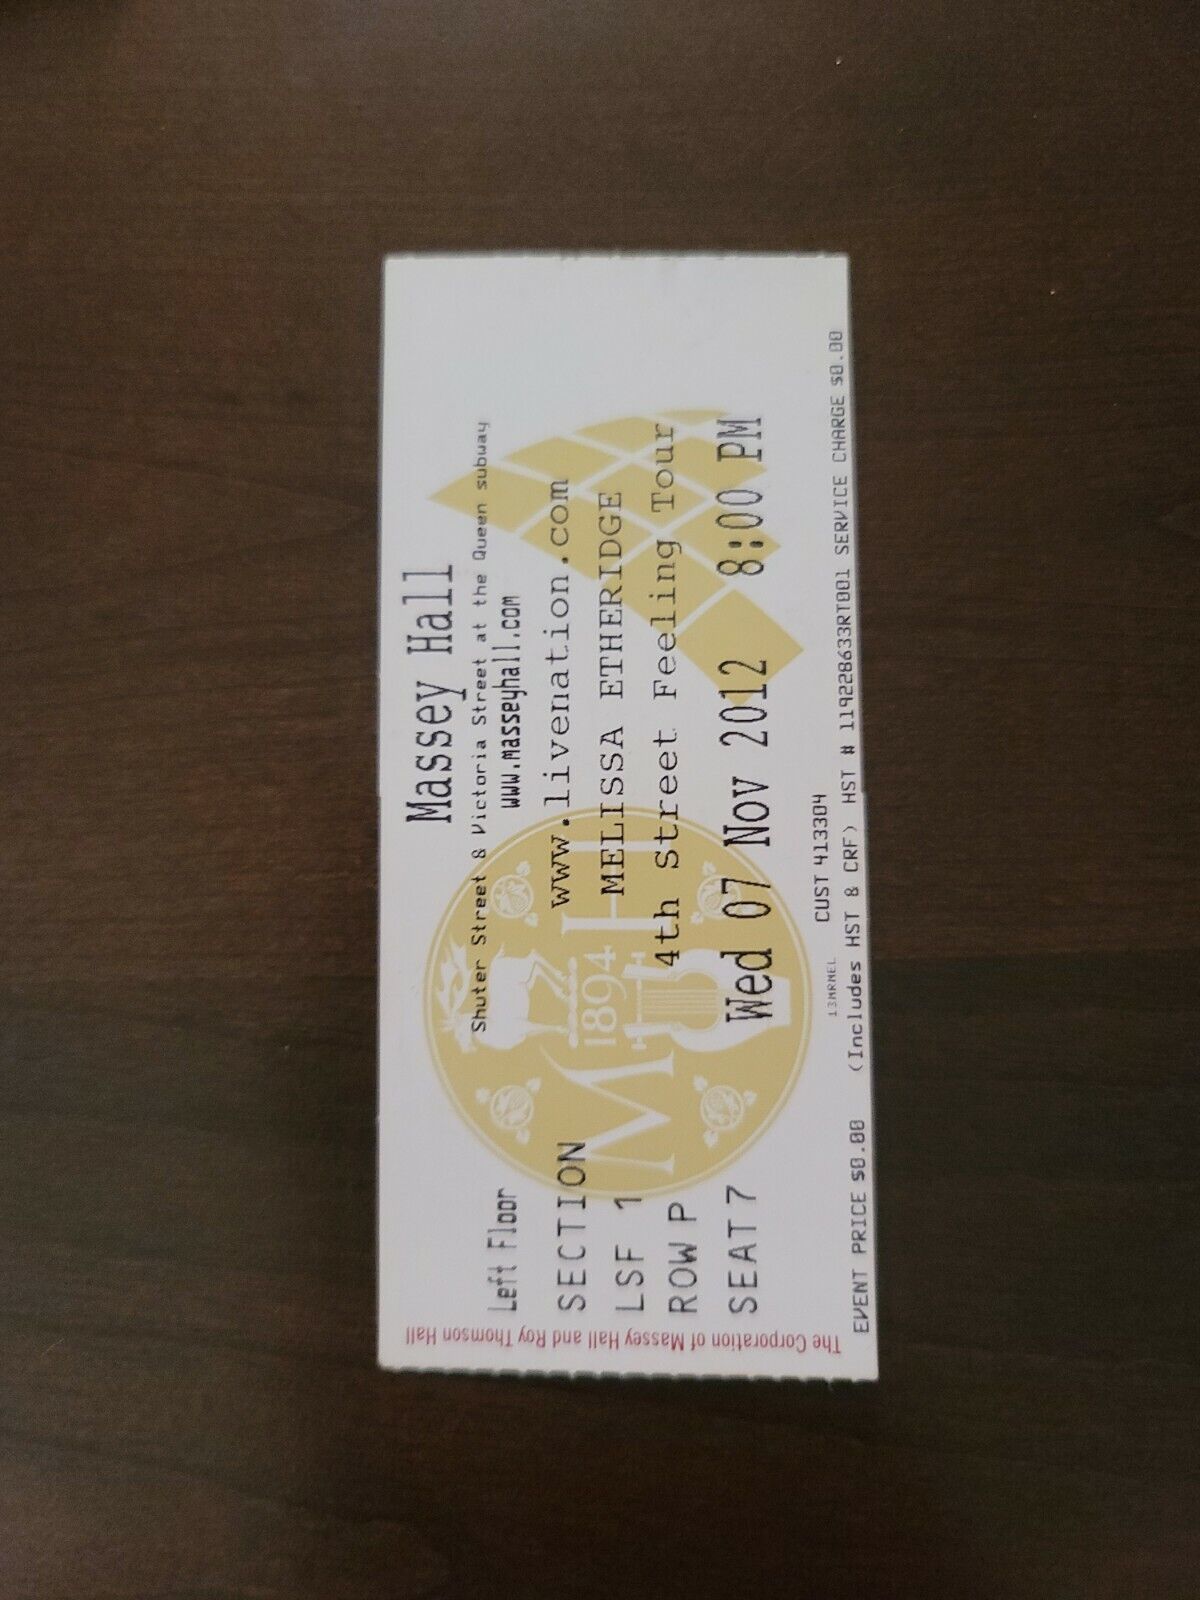 The Corporation of Massey Hall and Roy Thomson Hall
Massey Hall
Shuter Street & Victoria Street at the Queen subway
www.masseyhall.com
Left Floor
www.livenation.com
SECTION
MELISSA ETHERIDGE
LSF 1
4th Street Feeling Tour
ROW P
Wed 07 Nov 2012 8:00 PM
SEAT 7
M H
1894
13MRMEL CUST 413304
EVENT PRICE $0.00 (Includes HST & CRF) HST # 119228633RT001 SERVICE CHARGE $0.00